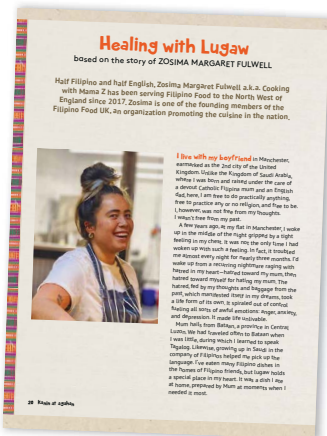 Healing with Lugaw
based on the story of ZOSIMA MARGARET FULWELL
Half Filipino and half English, Zosima Margaret Fulwell a.k.a. Cooking
with Mama Z has been serving Filipino Food to the North West of
England since 2017. Zosima is one of the founding members of the
Filipino Food UK, an organization promoting the cuisine in the nation.
I live with my boyfriend in Manchester,
earmarked as the 2nd city of the United
Kingdom. Unlike the Kingdom of Saudi Arabia,
where I was born and raised under the care of
a devout Catholic Filipina mum and an English
dad, here, I am free to do practically anything,
free to practice any or no religion, and free to be.
I, however, was not free from my thoughts.
I wasn't free from my past.
A few years ago, at my flat in Manchester, I woke
up in the middle of the night gripped by a tight
feeling in my chest. It was not the only time I had
woken up with such a feeling. In fact, it troubled
me almost every night for nearly three months. I'd
wake up from a recurring nightmare raging with
hatred in my heart—hatred toward my mum, then
hatred toward myself for hating my mum. The
hatred, fed by my thoughts and baggage from the
past, which manifested itself in my dreams, took
a life form of its own. It spiraled out of control
fueling all sorts of awful emotions: anger, anxiety,
and depression. It made life unlivable.
Mum hails from Bataan, a province in Central
Luzon. We had traveled often to Bataan when
I was little, during which I learned to speak
Tagalog. Likewise, growing up in Saudi in the
company of Filipinos helped me pick up the
language. I've eaten many Filipino dishes in
the homes of Filipino friends, but lugaw holds
a special place in my heart. It was a dish I ate
at home, prepared by Mum at moments when I
needed it most.
28 Kanin at